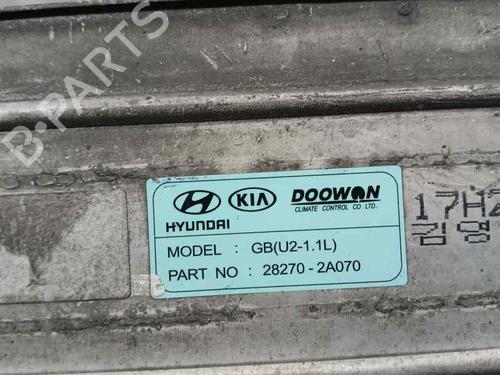 B-PARTS
HYUNDAI
KIA
DOOWON
CLIMATE CONTROL CO LTD.
MODEL : GB(U2-1.1L)
PART NO : 28270-2A070
17H